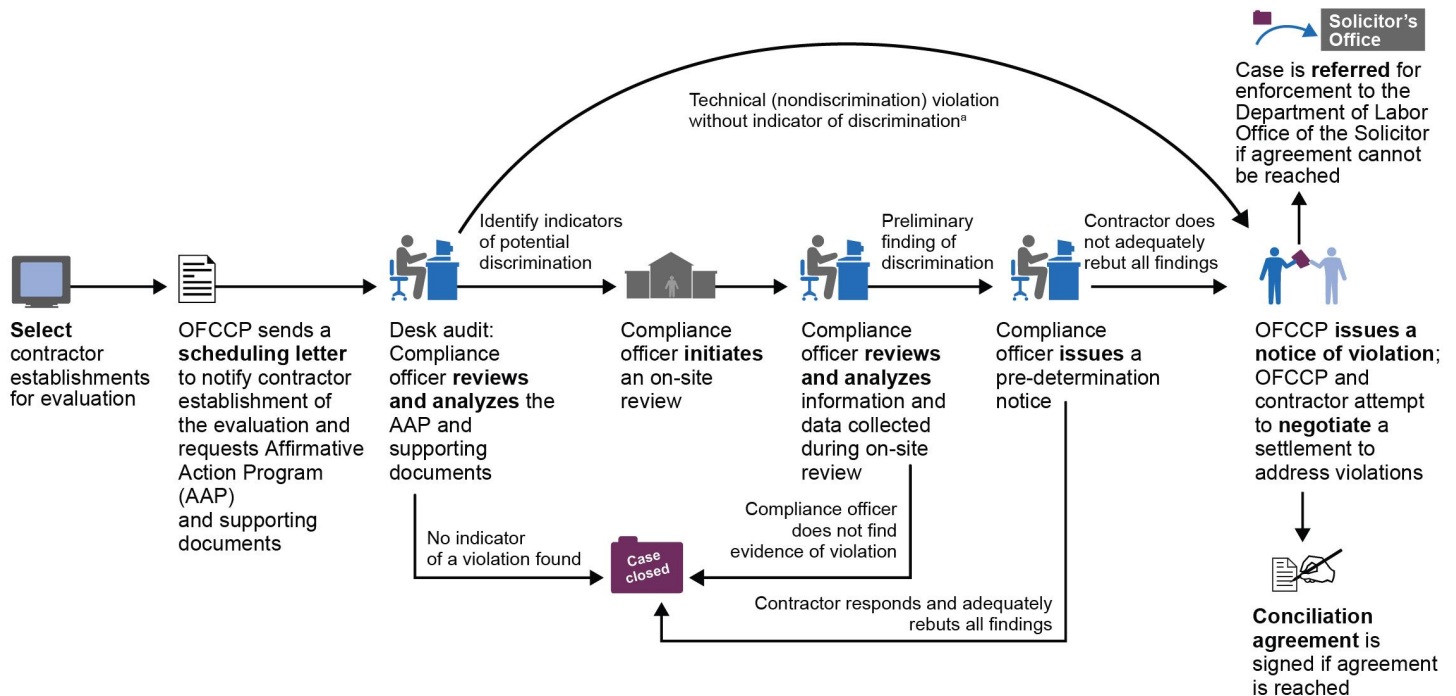 Solicitor's
Office
Case is referred for
enforcement to the
Department of Labor
Office of the Solicitor
if agreement cannot
be reached
Technical (nondiscrimination) violation
without indicator of discriminationᵃ
Identify indicators
of potential
discrimination
Preliminary
finding of
discrimination
Contractor does
not adequately
rebut all findings
Select
contractor
establishments
for evaluation
OFCCP sends a
scheduling letter
to notify contractor
establishment of
the evaluation and
requests Affirmative
Action Program
(AAP)
and supporting
documents
Desk audit:
Compliance
officer reviews
and analyzes the
AAP and
supporting
documents
Compliance
officer initiates
an on-site
review
Compliance
officer reviews
and analyzes
information and
data collected
during on-site
review
Compliance
officer issues a
pre-determination
notice
OFCCP issues a
notice of violation;
OFCCP and
contractor attempt
to negotiate a
settlement to
address violations
No indicator
of a violation found
Case
closed
Compliance officer
does not find
evidence of violation
Contractor responds and adequately
rebuts all findings
Conciliation
agreement is
signed if agreement
is reached